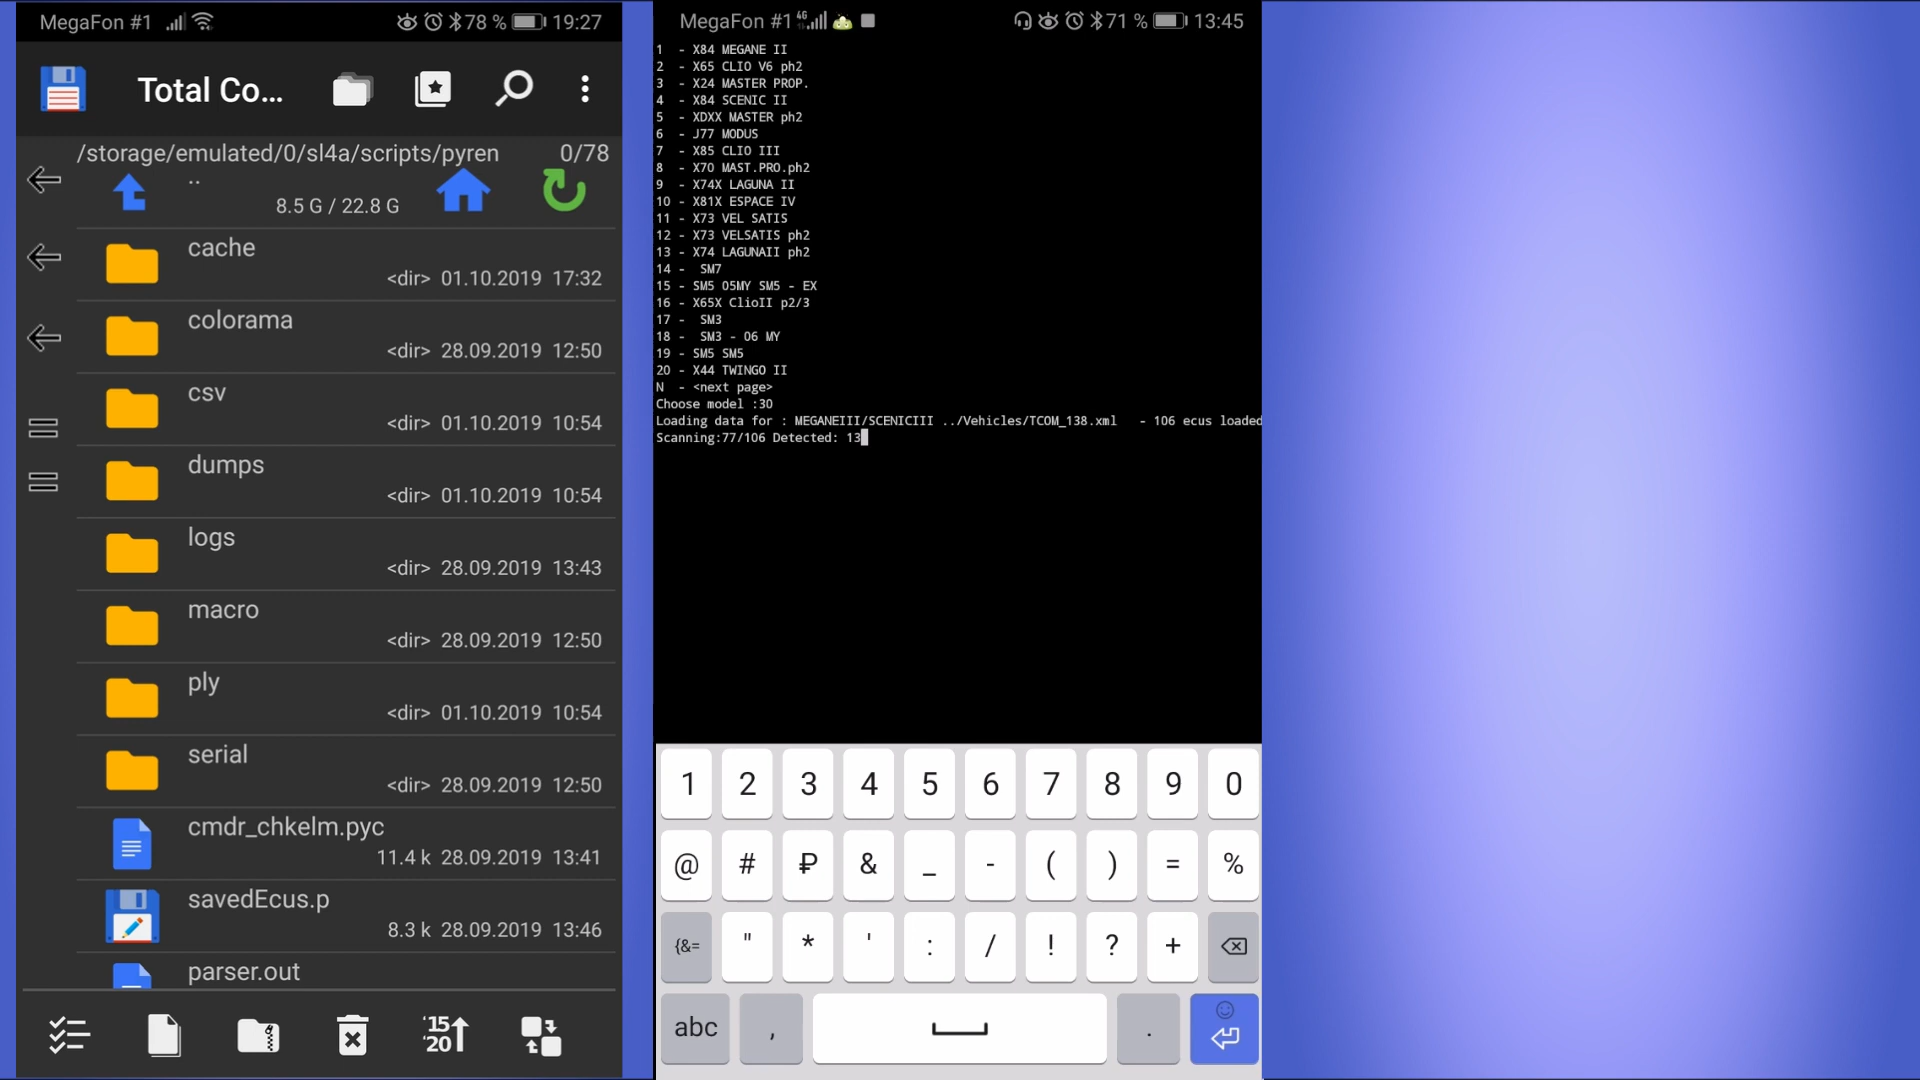 MegaFon #1 78 % 19:27
Total Co...
/storage/emulated/0/sl4a/scripts/pyren 0/78
..
8.5 G / 22.8 G
cache
<dir> 01.10.2019 17:32
colorama
<dir> 28.09.2019 12:50
csv
<dir> 01.10.2019 10:54
dumps
<dir> 01.10.2019 10:54
logs
<dir> 28.09.2019 13:43
macro
<dir> 28.09.2019 12:50
ply
<dir> 01.10.2019 10:54
serial
<dir> 28.09.2019 12:50
cmdr_chkelm.pyc
11.4 k 28.09.2019 13:41
savedEcus.p
8.3 k 28.09.2019 13:46
parser.out
'15
'20
MegaFon #1 4G 71 % 13:45
1 - X84 MEGANE II
2 - X65 CLIO V6 ph2
3 - X24 MASTER PROP.
4 - X84 SCENIC II
5 - XDXX MASTER ph2
6 - J77 MODUS
7 - X85 CLIO III
8 - X70 MAST.PRO.ph2
9 - X74X LAGUNA II
10 - X81X ESPACE IV
11 - X73 VEL SATIS
12 - X73 VELSATIS ph2
13 - X74 LAGUNAII ph2
14 - SM7
15 - SM5 05MY SM5 - EX
16 - X65X ClioII p2/3
17 - SM3
18 - SM3 - 06 MY
19 - SM5 SM5
20 - X44 TWINGO II
N - <next page>
Choose model :30
Loading data for : MEGANEIII/SCENICIII ../Vehicles/TCOM_138.xml - 106 ecus loaded
Scanning:77/106 Detected: 13
1 2 3 4 5 6 7 8 9 0
@ # ₽ & _ - ( ) = %
{&= " * ' : / ! ? +
abc , .